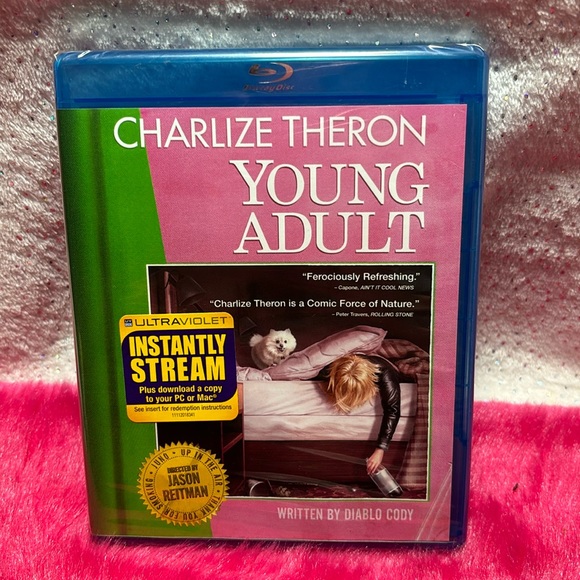 Blu-ray Disc
CHARLIZE THERON
YOUNG
ADULT
"Ferociously Refreshing."
– Capone, AIN'T IT COOL NEWS
"Charlize Theron is a Comic Force of Nature."
– Peter Travers, ROLLING STONE
ULTRAVIOLET
INSTANTLY
STREAM
Plus download a copy
to your PC or Mac®
See insert for redemption instructions
JUNO · UP IN THE AIR · THANK YOU FOR SMOKING ·
DIRECTED BY
JASON
REITMAN
WRITTEN BY DIABLO CODY